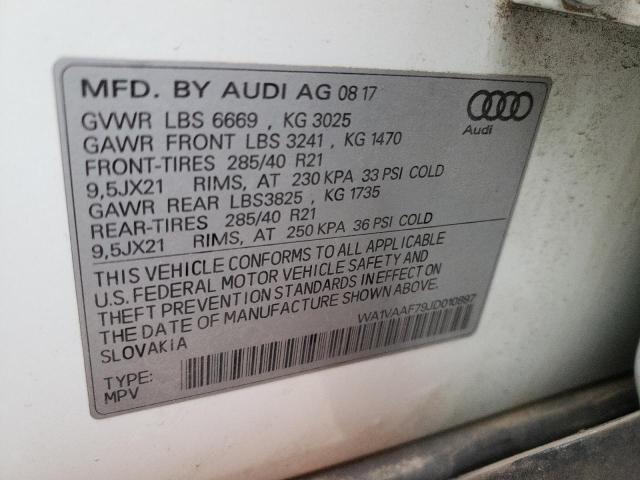 MFD. BY AUDI AG 08 17
Audi
GVWR LBS 6669 , KG 3025
GAWR FRONT LBS 3241 , KG 1470
FRONT-TIRES 285/40 R21
9,5JX21 RIMS, AT 230 KPA 33 PSI COLD
GAWR REAR LBS3825 , KG 1735
REAR-TIRES 285/40 R21
9,5JX21 RIMS, AT 250 KPA 36 PSI COLD
THIS VEHICLE CONFORMS TO ALL APPLICABLE
U.S. FEDERAL MOTOR VEHICLE SAFETY AND
THEFT PREVENTION STANDARDS IN EFFECT ON
THE DATE OF MANUFACTURE SHOWN ABOVE.
SLOVAKIA
WA1VAAF79JD010897
TYPE:
MPV